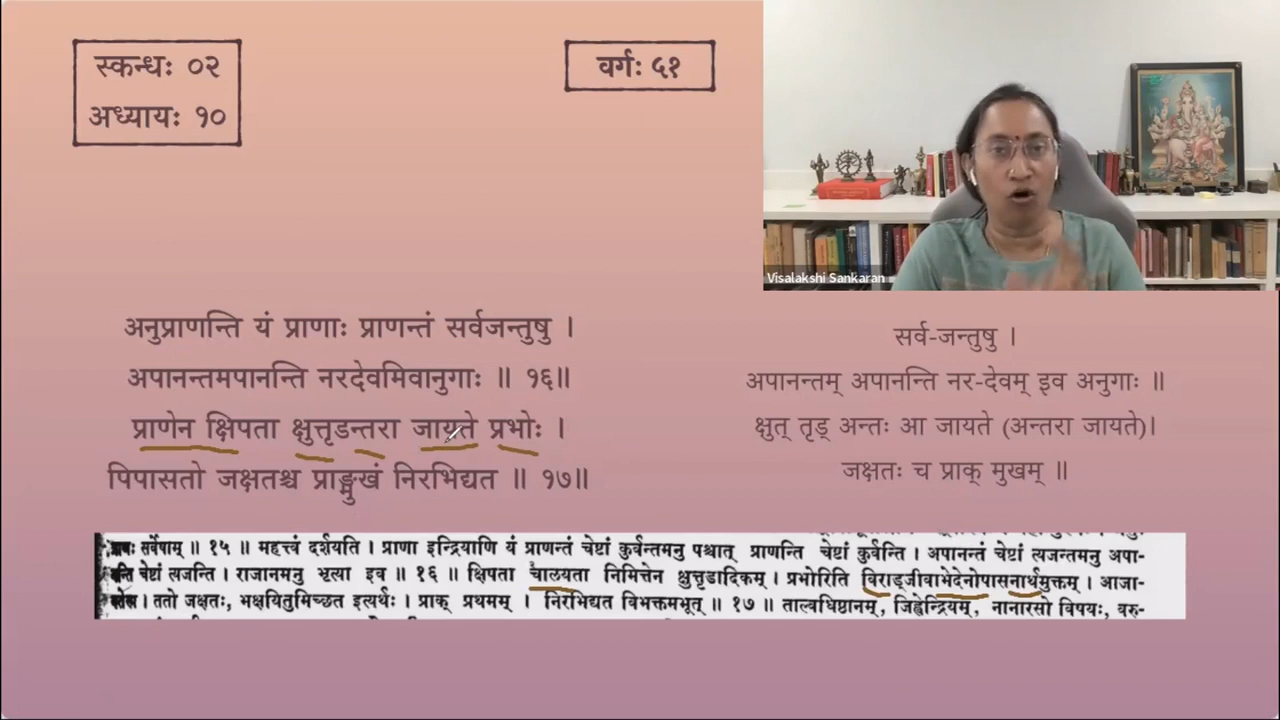 स्कन्धः ०२
अध्यायः १०
वर्गः ५१
Visalakshi Sankaran
अनुप्राणन्ति यं प्राणाः प्राणन्तं सर्वजन्तुषु ।
अपानन्तमपानन्ति नरदेवमिवानुगाः ॥ १६॥
प्राणेन क्षिपता क्षुत्तृडन्तरा जायते प्रभोः ।
पिपासतो जक्षतश्च प्राङ्मुखं निरभिद्यत ॥ १७॥
सर्व-जन्तुषु ।
अपानन्तम् अपानन्ति नर-देवम् इव अनुगाः ॥
क्षुत् तृड् अन्तः आ जायते (अन्तरा जायते)।
जक्षतः च प्राक् मुखम् ॥
सर्वेषाम् ॥ १५ ॥ महत्त्वं दर्शयति । प्राणा इन्द्रियाणि यं प्राणन्तं चेष्टां कुर्वन्तमनु पश्चात् प्राणन्ति चेष्टां कुर्वन्ति । अपानन्तं चेष्टां त्यजन्तमनु अपा-
चेष्टां त्यजन्ति । राजानमनु भृत्या इव ॥ १६ ॥ क्षिपता चालयता निमित्तेन क्षुत्तृडादिकम् । प्रभोरिति विराड्जीवाभेदेनोपासनार्थमुक्तम् । आजा-
ततो जक्षतः, भक्षयितुमिच्छत इत्यर्थः । प्राक् प्रथमम् । निरभिद्यत विभक्तमभूत् ॥ १७ ॥ ताल्वधिष्ठानम्, जिह्वेन्द्रियम्, नानारसो विषयः, वरु-